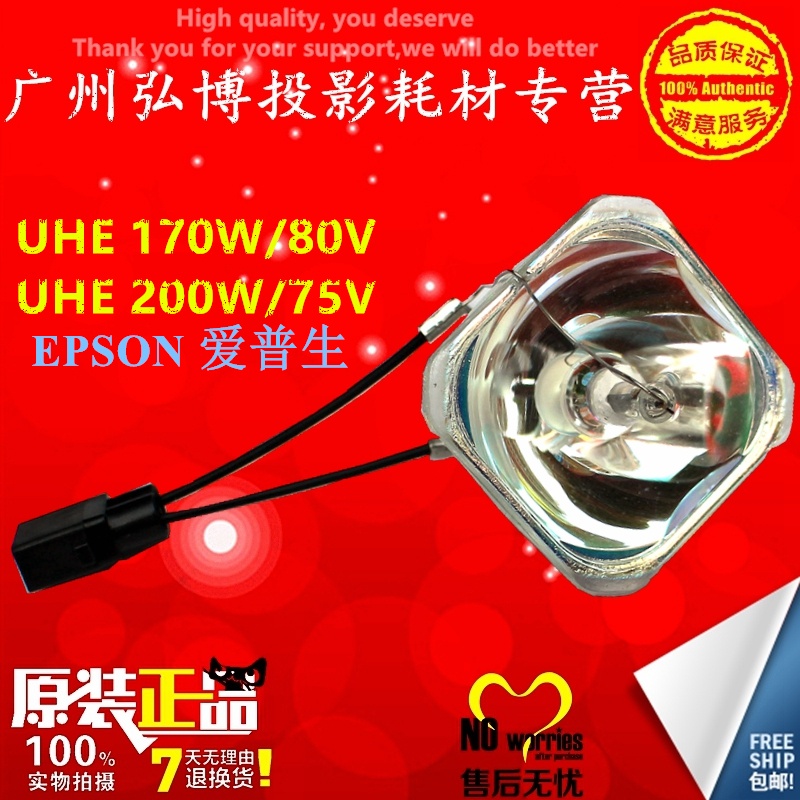 High quality, you deserve
Thank you for your support,we will do better
广州弘博投影耗材专营
品质保证
100% Authentic
满意服务
UHE 170W/80V
UHE 200W/75V
EPSON 爱普生
原装正品
100%
实物拍摄
7天无理由
退换货!
NO worries
after purchase
售后无忧
FREE
SHIP
包邮!